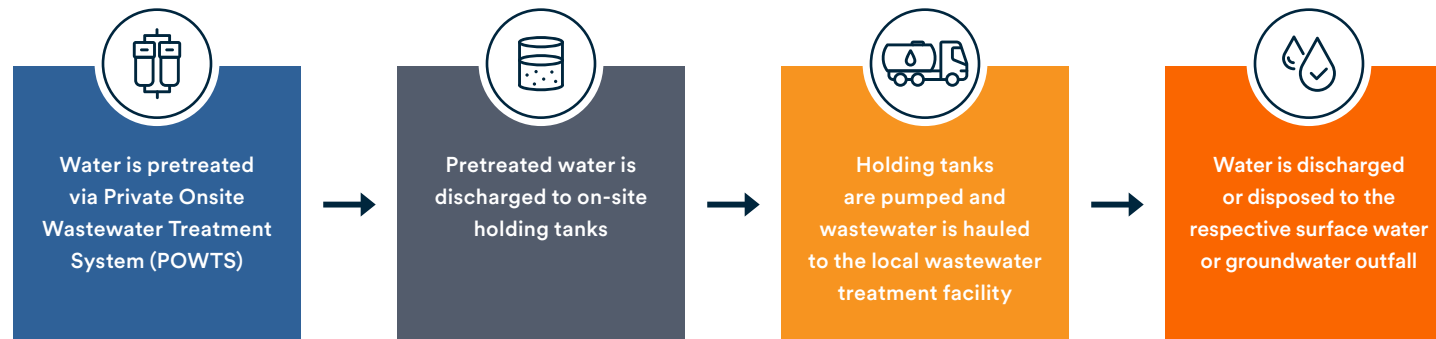 Water is pretreated
via Private Onsite
Wastewater Treatment
System (POWTS)
Pretreated water is
discharged to on-site
holding tanks
Holding tanks
are pumped and
wastewater is hauled
to the local wastewater
treatment facility
Water is discharged
or disposed to the
respective surface water
or groundwater outfall